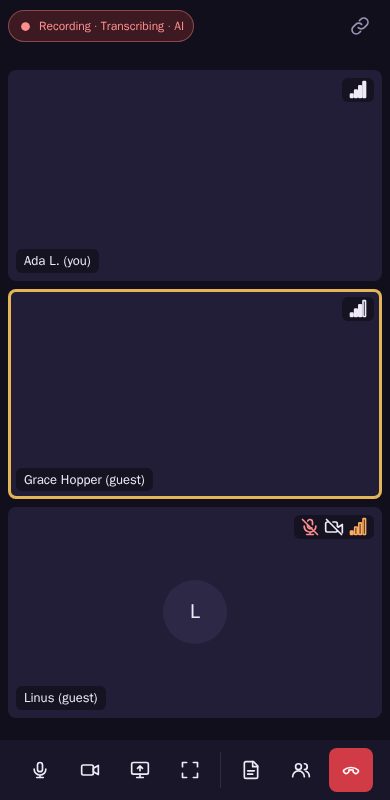 Recording · Transcribing · AI
Ada L. (you)
Grace Hopper (guest)
L
Linus (guest)